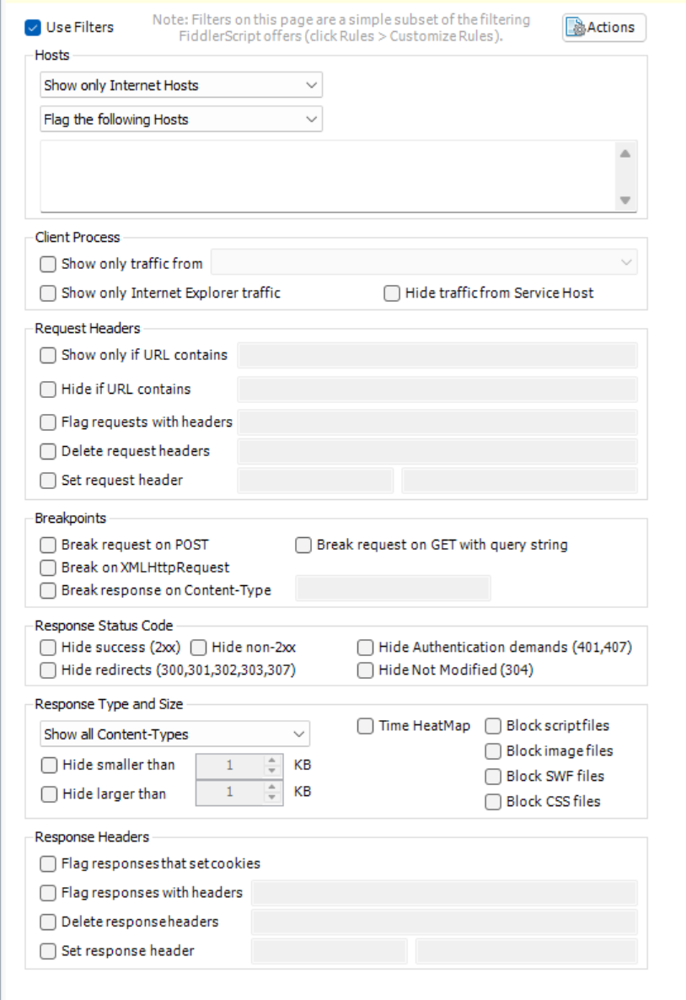 Use Filters
Note: Filters on this page are a simple subset of the filtering
FiddlerScript offers (click Rules > Customize Rules).
Actions
Hosts
Show only Internet Hosts
Flag the following Hosts
Client Process
Show only traffic from
Show only Internet Explorer traffic
Hide traffic from Service Host
Request Headers
Show only if URL contains
Hide if URL contains
Flag requests with headers
Delete request headers
Set request header
Breakpoints
Break request on POST
Break request on GET with query string
Break on XMLHttpRequest
Break response on Content-Type
Response Status Code
Hide success (2xx)
Hide non-2xx
Hide Authentication demands (401,407)
Hide redirects (300,301,302,303,307)
Hide Not Modified (304)
Response Type and Size
Show all Content-Types
Time HeatMap
Block script files
Block image files
Hide smaller than 1 KB
Block SWF files
Hide larger than 1 KB
Block CSS files
Response Headers
Flag responses that set cookies
Flag responses with headers
Delete response headers
Set response header